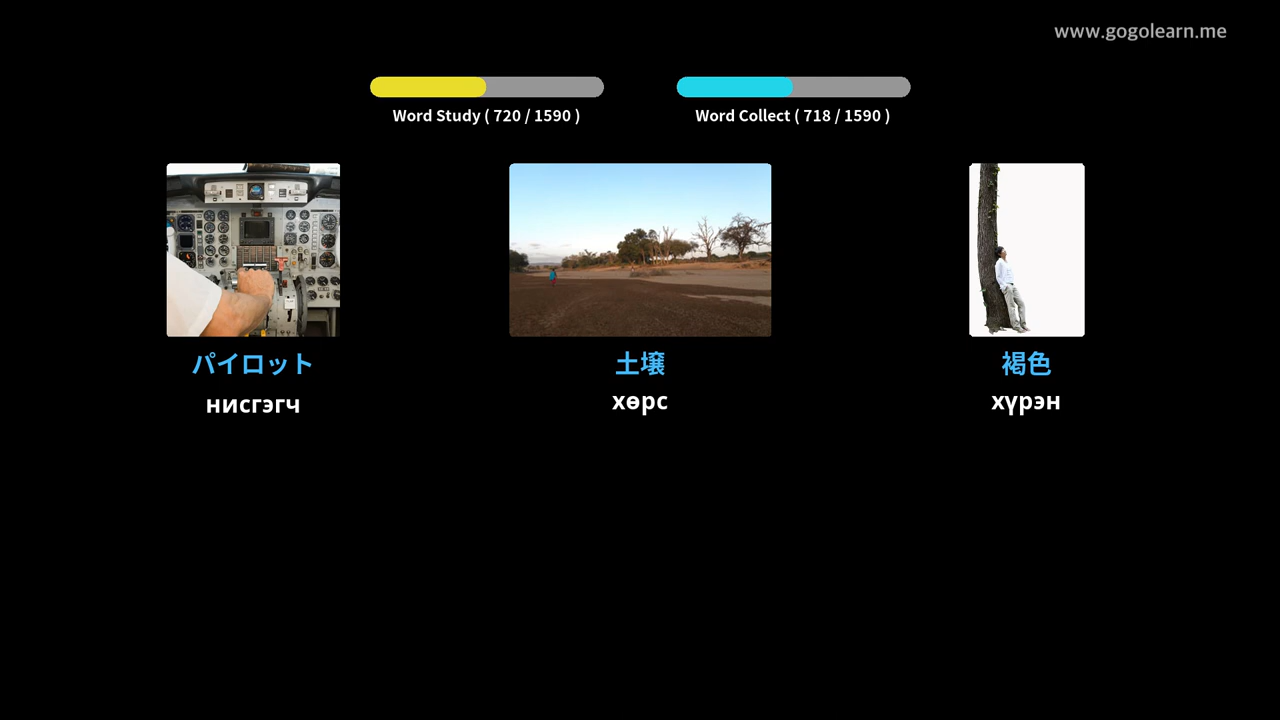 www.gogolearn.me
Word Study ( 720 / 1590 )
Word Collect ( 718 / 1590 )
パイロット
土壌
褐色
нисгэгч
хөрс
хүрэн